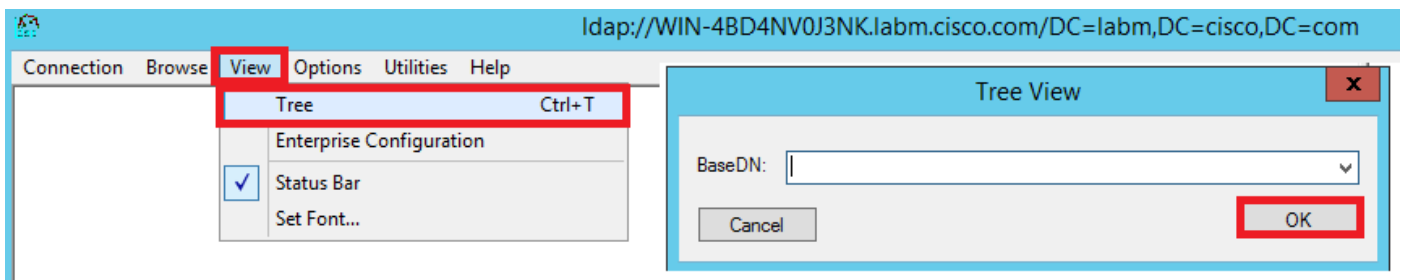 ldap://WIN-4BD4NV0J3NK.labm.cisco.com/DC=labm,DC=cisco,DC=com
Connection Browse View Options Utilities Help
Tree Ctrl+T
Enterprise Configuration
Status Bar
Set Font...
Tree View
x
BaseDN:
Cancel OK